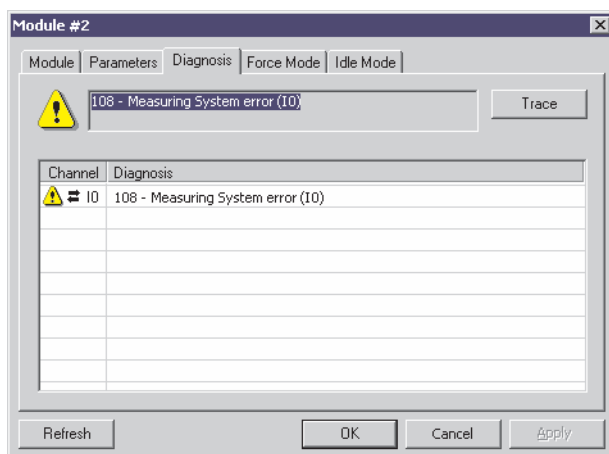 Module #2
Module Parameters Diagnosis Force Mode Idle Mode
108 - Measuring System error (I0)
Trace
Channel Diagnosis
I0 108 - Measuring System error (I0)
Refresh OK Cancel Apply